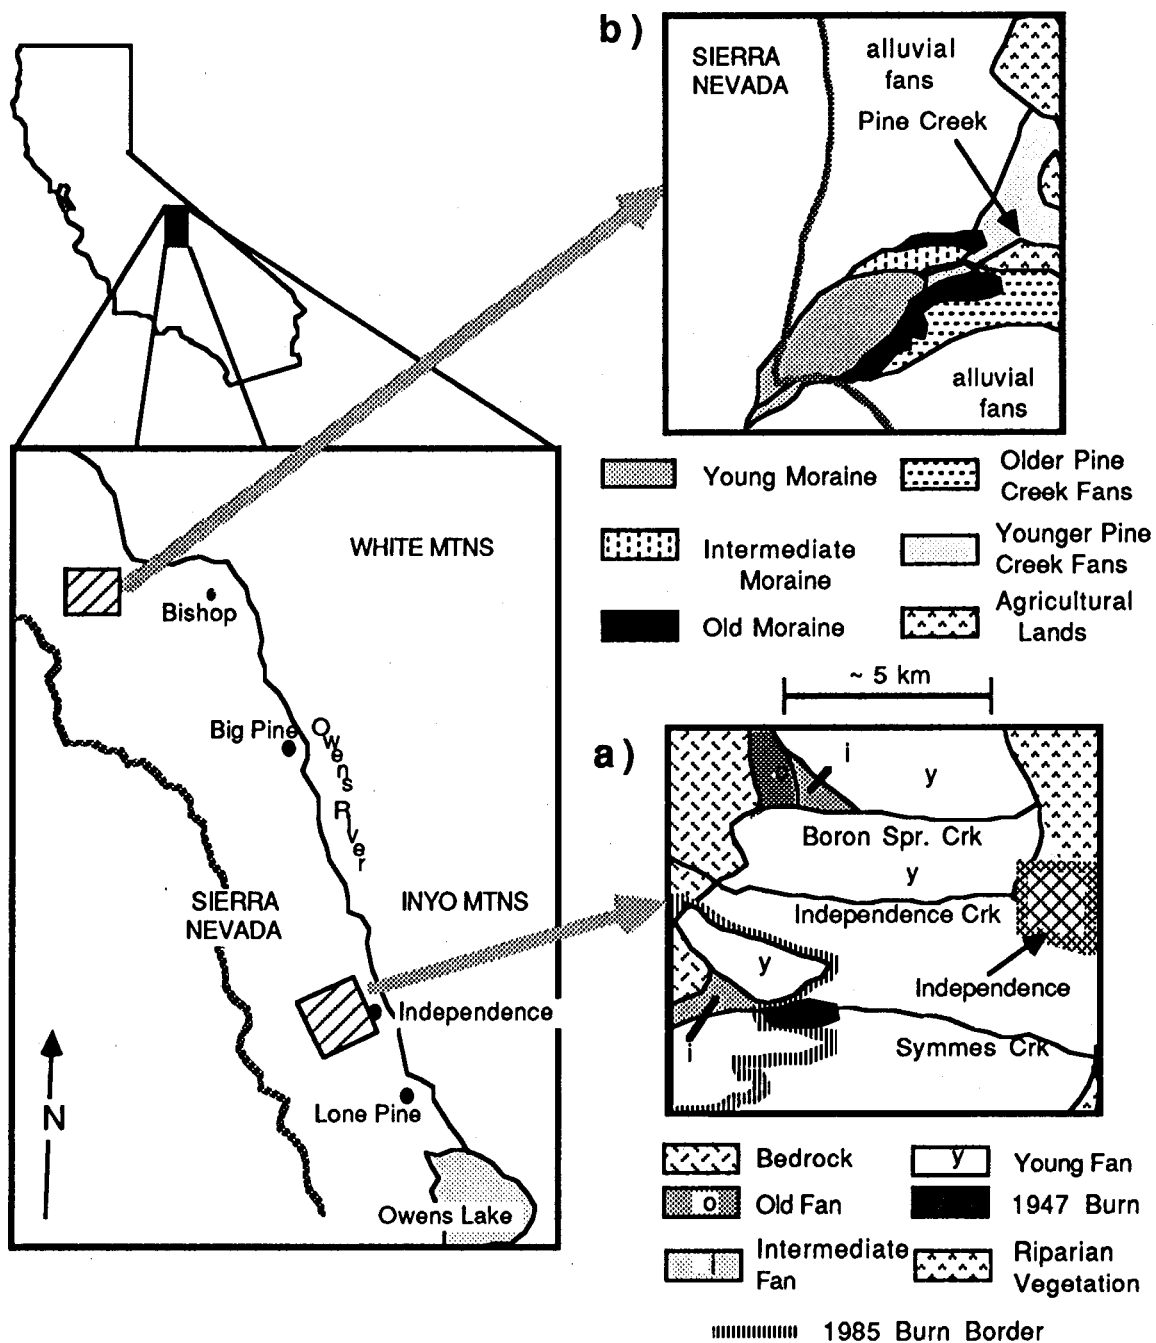 b)
SIERRA
NEVADA
alluvial
fans
Pine Creek
alluvial
fans
Young Moraine
Older Pine
Creek Fans
Intermediate
Moraine
Younger Pine
Creek Fans
Old Moraine
Agricultural
Lands
~ 5 km
WHITE MTNS
Bishop
Big Pine
Owens River
SIERRA
NEVADA
INYO MTNS
Independence
Lone Pine
N
Owens Lake
a)
o
i
y
Boron Spr. Crk
y
Independence Crk
y
Independence
i
Symmes Crk
Bedrock
y
Young Fan
o
Old Fan
1947 Burn
i
Intermediate
Fan
Riparian
Vegetation
1985 Burn Border